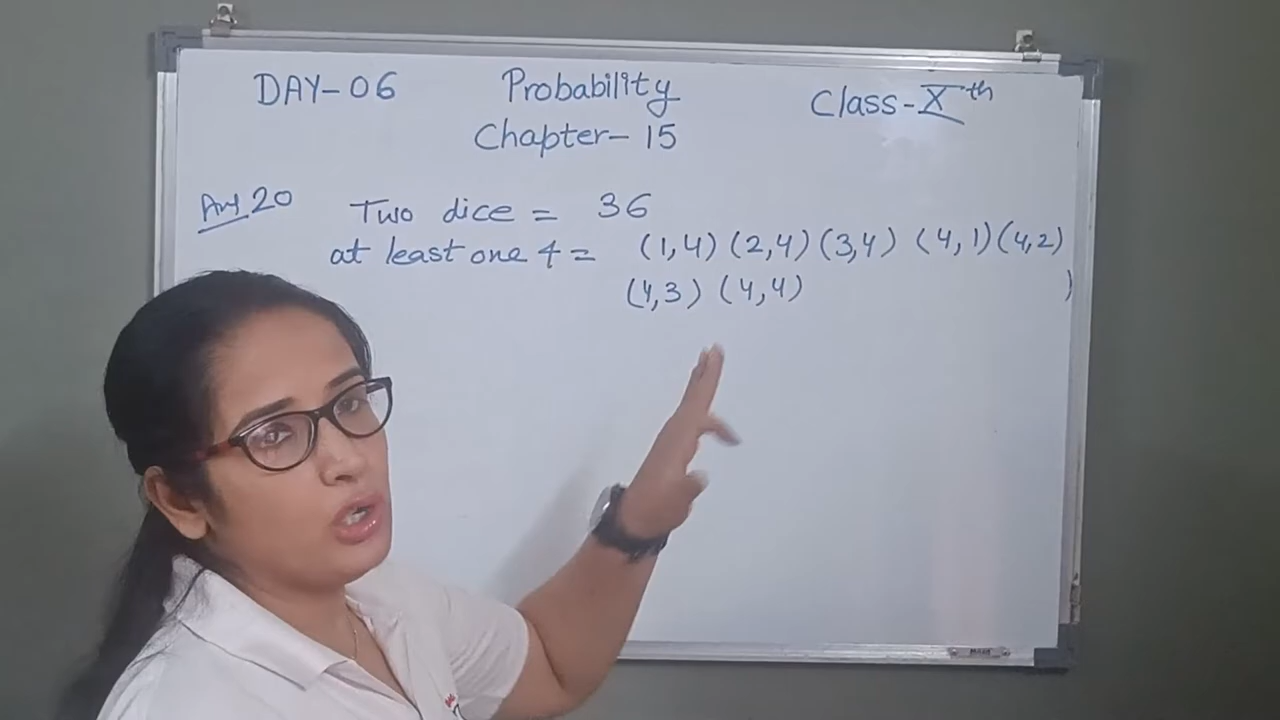 DAY-06 Probability Class-Xth
Chapter-15
Ans 20 Two dice = 36
at least one 4 = (1,4) (2,4) (3,4) (4,1) (4,2)
(4,3) (4,4) )